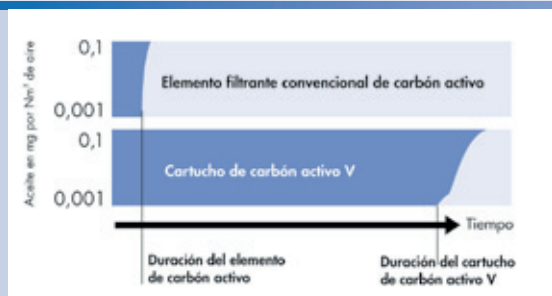 Aceite en mg por Nm³ de aire
0,1
Elemento filtrante convencional de carbón activo
0,001
0,1
Cartucho de carbón activo V
0,001
Tiempo
Duración del elemento
de carbón activo
Duración del cartucho
de carbón activo V